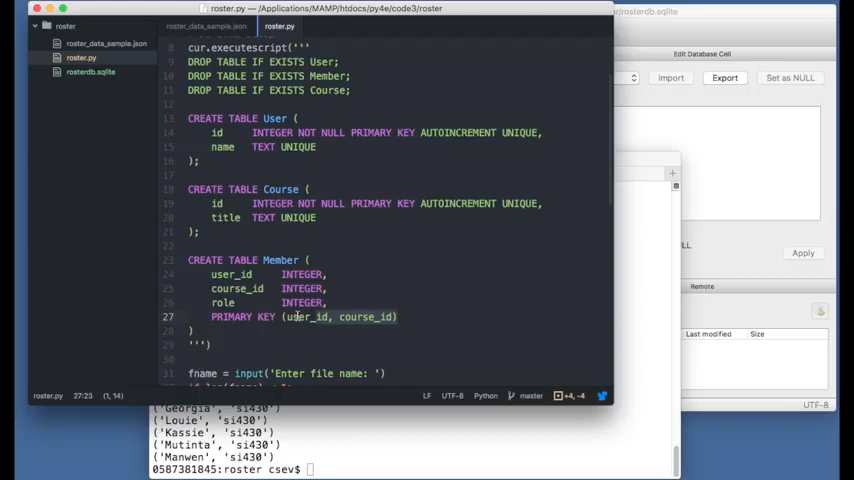 roster.py — /Applications/MAMP/htdocs/py4e/code3/roster
/rosterdb.sqlite
roster
roster_data_sample.json
roster.py
rosterdb.sqlite
roster_data_sample.json
roster.py
8 cur.executescript('''
9 DROP TABLE IF EXISTS User;
10 DROP TABLE IF EXISTS Member;
11 DROP TABLE IF EXISTS Course;
12
13 CREATE TABLE User (
14 id INTEGER NOT NULL PRIMARY KEY AUTOINCREMENT UNIQUE,
15 name TEXT UNIQUE
16 );
17
18 CREATE TABLE Course (
19 id INTEGER NOT NULL PRIMARY KEY AUTOINCREMENT UNIQUE,
20 title TEXT UNIQUE
21 );
22
23 CREATE TABLE Member (
24 user_id INTEGER,
25 course_id INTEGER,
26 role INTEGER,
27 PRIMARY KEY (user_id, course_id)
28 )
29 ''')
30
31 fname = input('Enter file name: ')
roster.py 27:23 (1, 14) LF UTF-8 Python master +4, -4
Edit Database Cell
Import Export Set as NULL
Apply
Remote
Last modified Size
UTF-8
('Georgia', 'si430')
('Louie', 'si430')
('Kassie', 'si430')
('Mutinta', 'si430')
('Manwen', 'si430')
0587381845:roster csev$